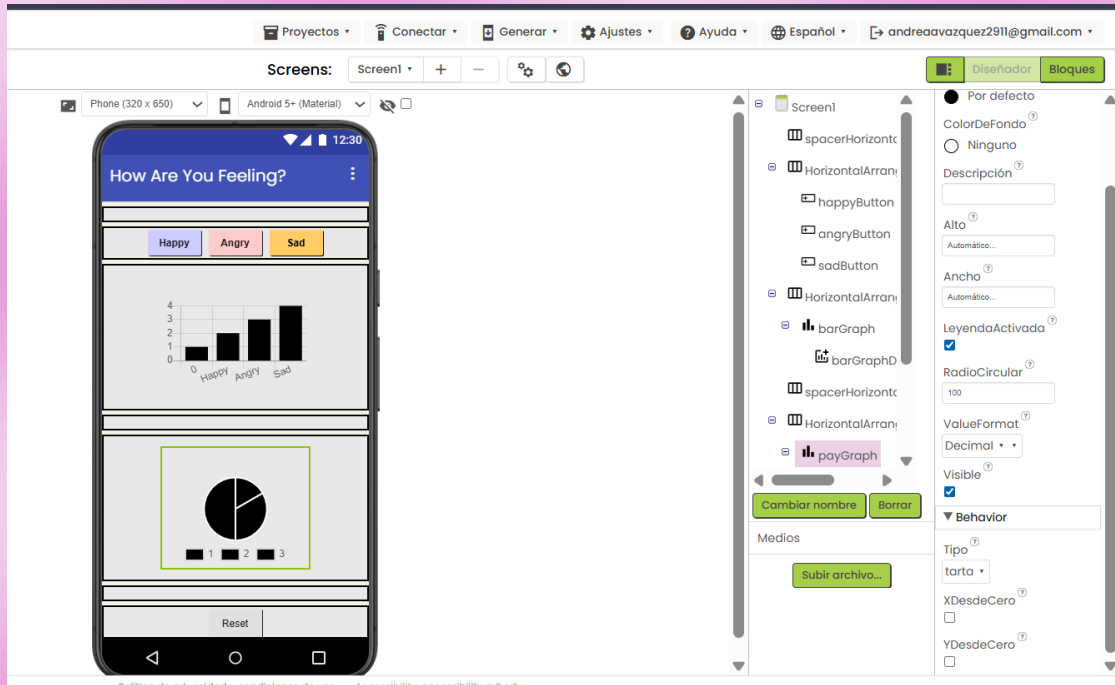 Proyectos Conectar Generar Ajustes Ayuda Español andreaavazquez2911@gmail.com
Screens: Screen1 + - Diseñador Bloques
Phone (320 x 650) Android 5+ (Material)
12:30
How Are You Feeling?
Happy Angry Sad
4
3
2
1
0
0 Happy Angry Sad
1 2 3
Reset
Screen1
spacerHorizonta
HorizontalArran
happyButton
angryButton
sadButton
HorizontalArran
barGraph
barGraphD
spacerHorizonta
HorizontalArran
payGraph
Cambiar nombre Borrar
Medios
Subir archivo...
Por defecto
ColorDeFondo
Ninguno
Descripción
Alto
Automático...
Ancho
Automático...
LeyendaActivada
RadioCircular
100
ValueFormat
Decimal
Visible
Behavior
Tipo
tarta
XDesdeCero
YDesdeCero